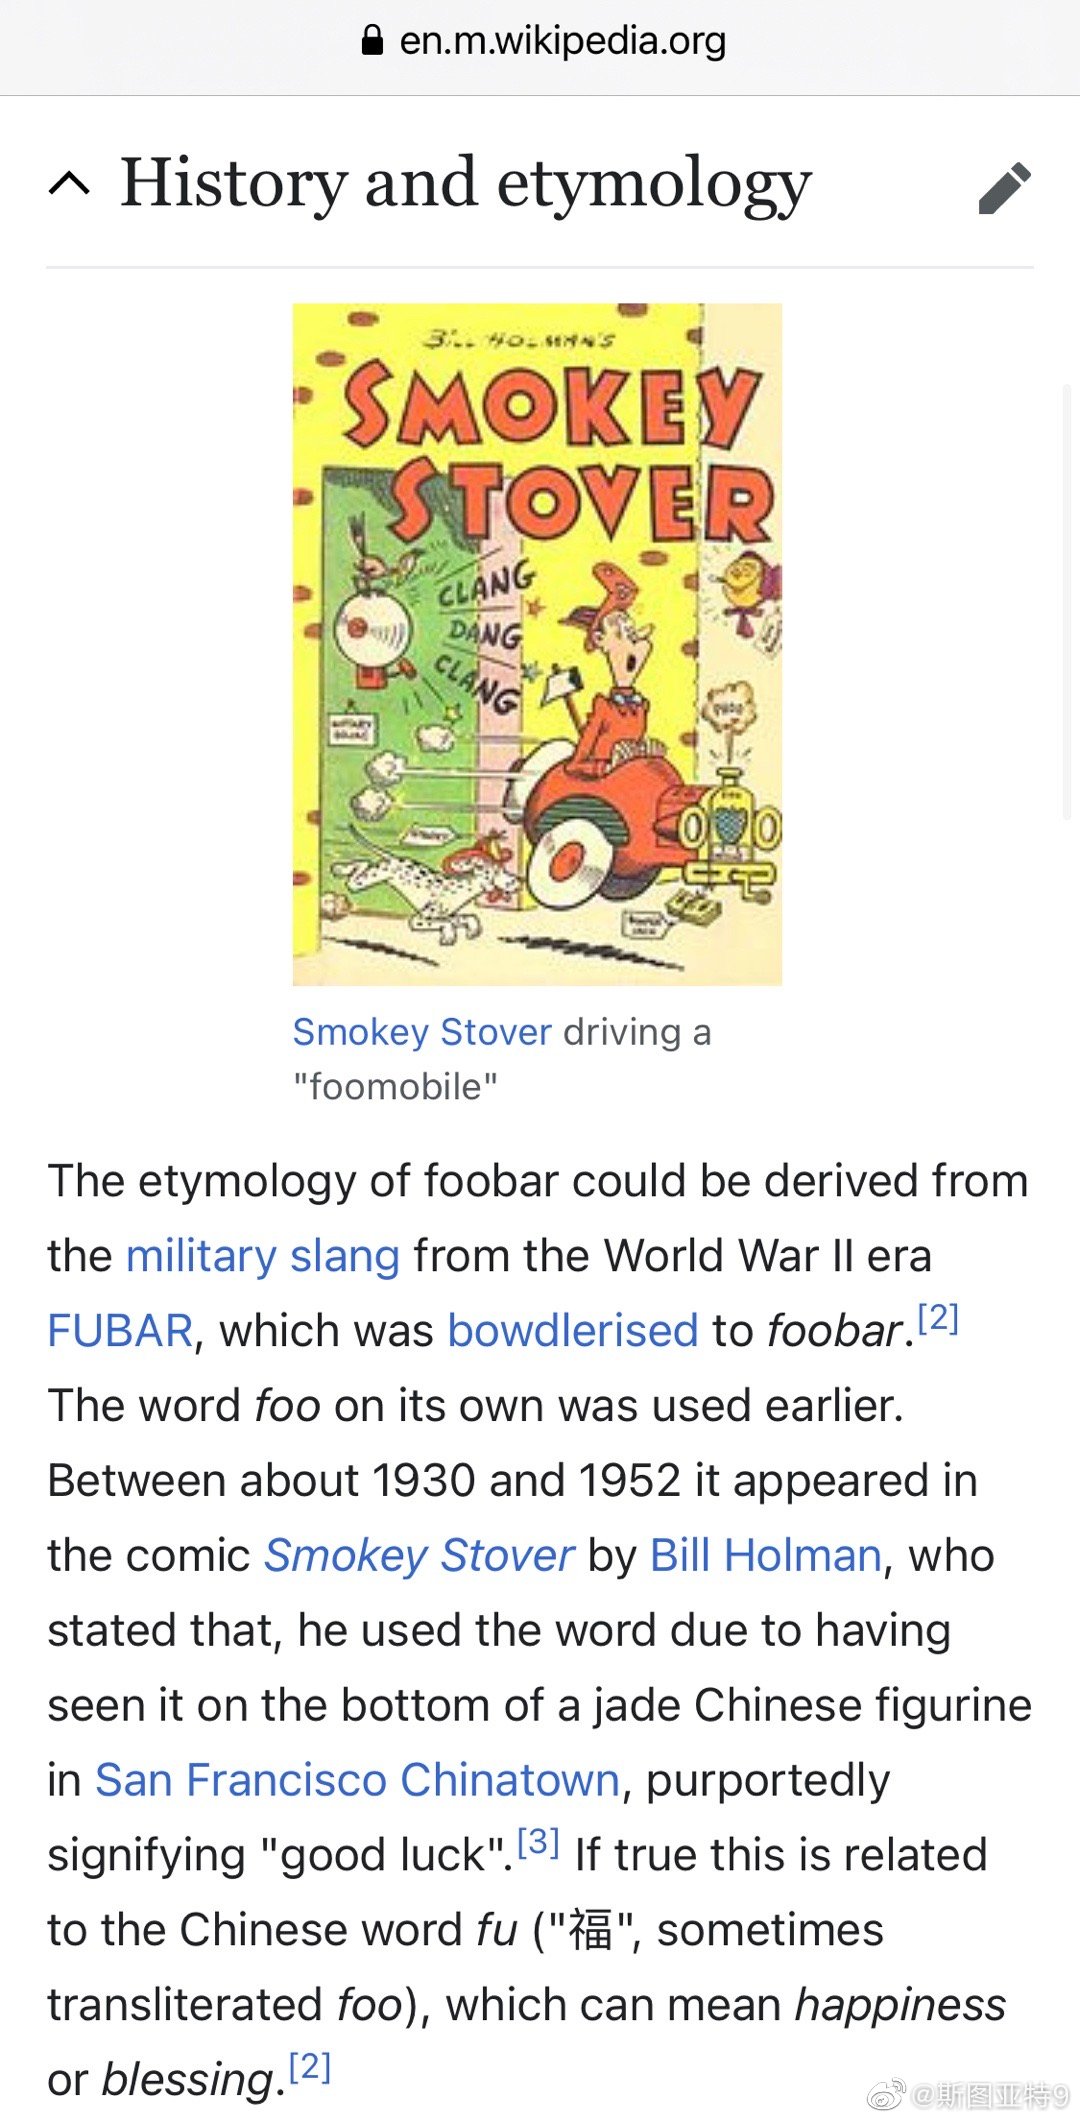 en.m.wikipedia.org
History and etymology
BILL HOLMAN'S
SMOKEY
STOVER
CLANG
DANG
CLANG
Smokey Stover driving a
"foomobile"
The etymology of foobar could be derived from
the military slang from the World War II era
FUBAR, which was bowdlerised to foobar.[2]
The word foo on its own was used earlier.
Between about 1930 and 1952 it appeared in
the comic Smokey Stover by Bill Holman, who
stated that, he used the word due to having
seen it on the bottom of a jade Chinese figurine
in San Francisco Chinatown, purportedly
signifying "good luck".[3] If true this is related
to the Chinese word fu ("福", sometimes
transliterated foo), which can mean happiness
or blessing.[2]
@斯图亚特9